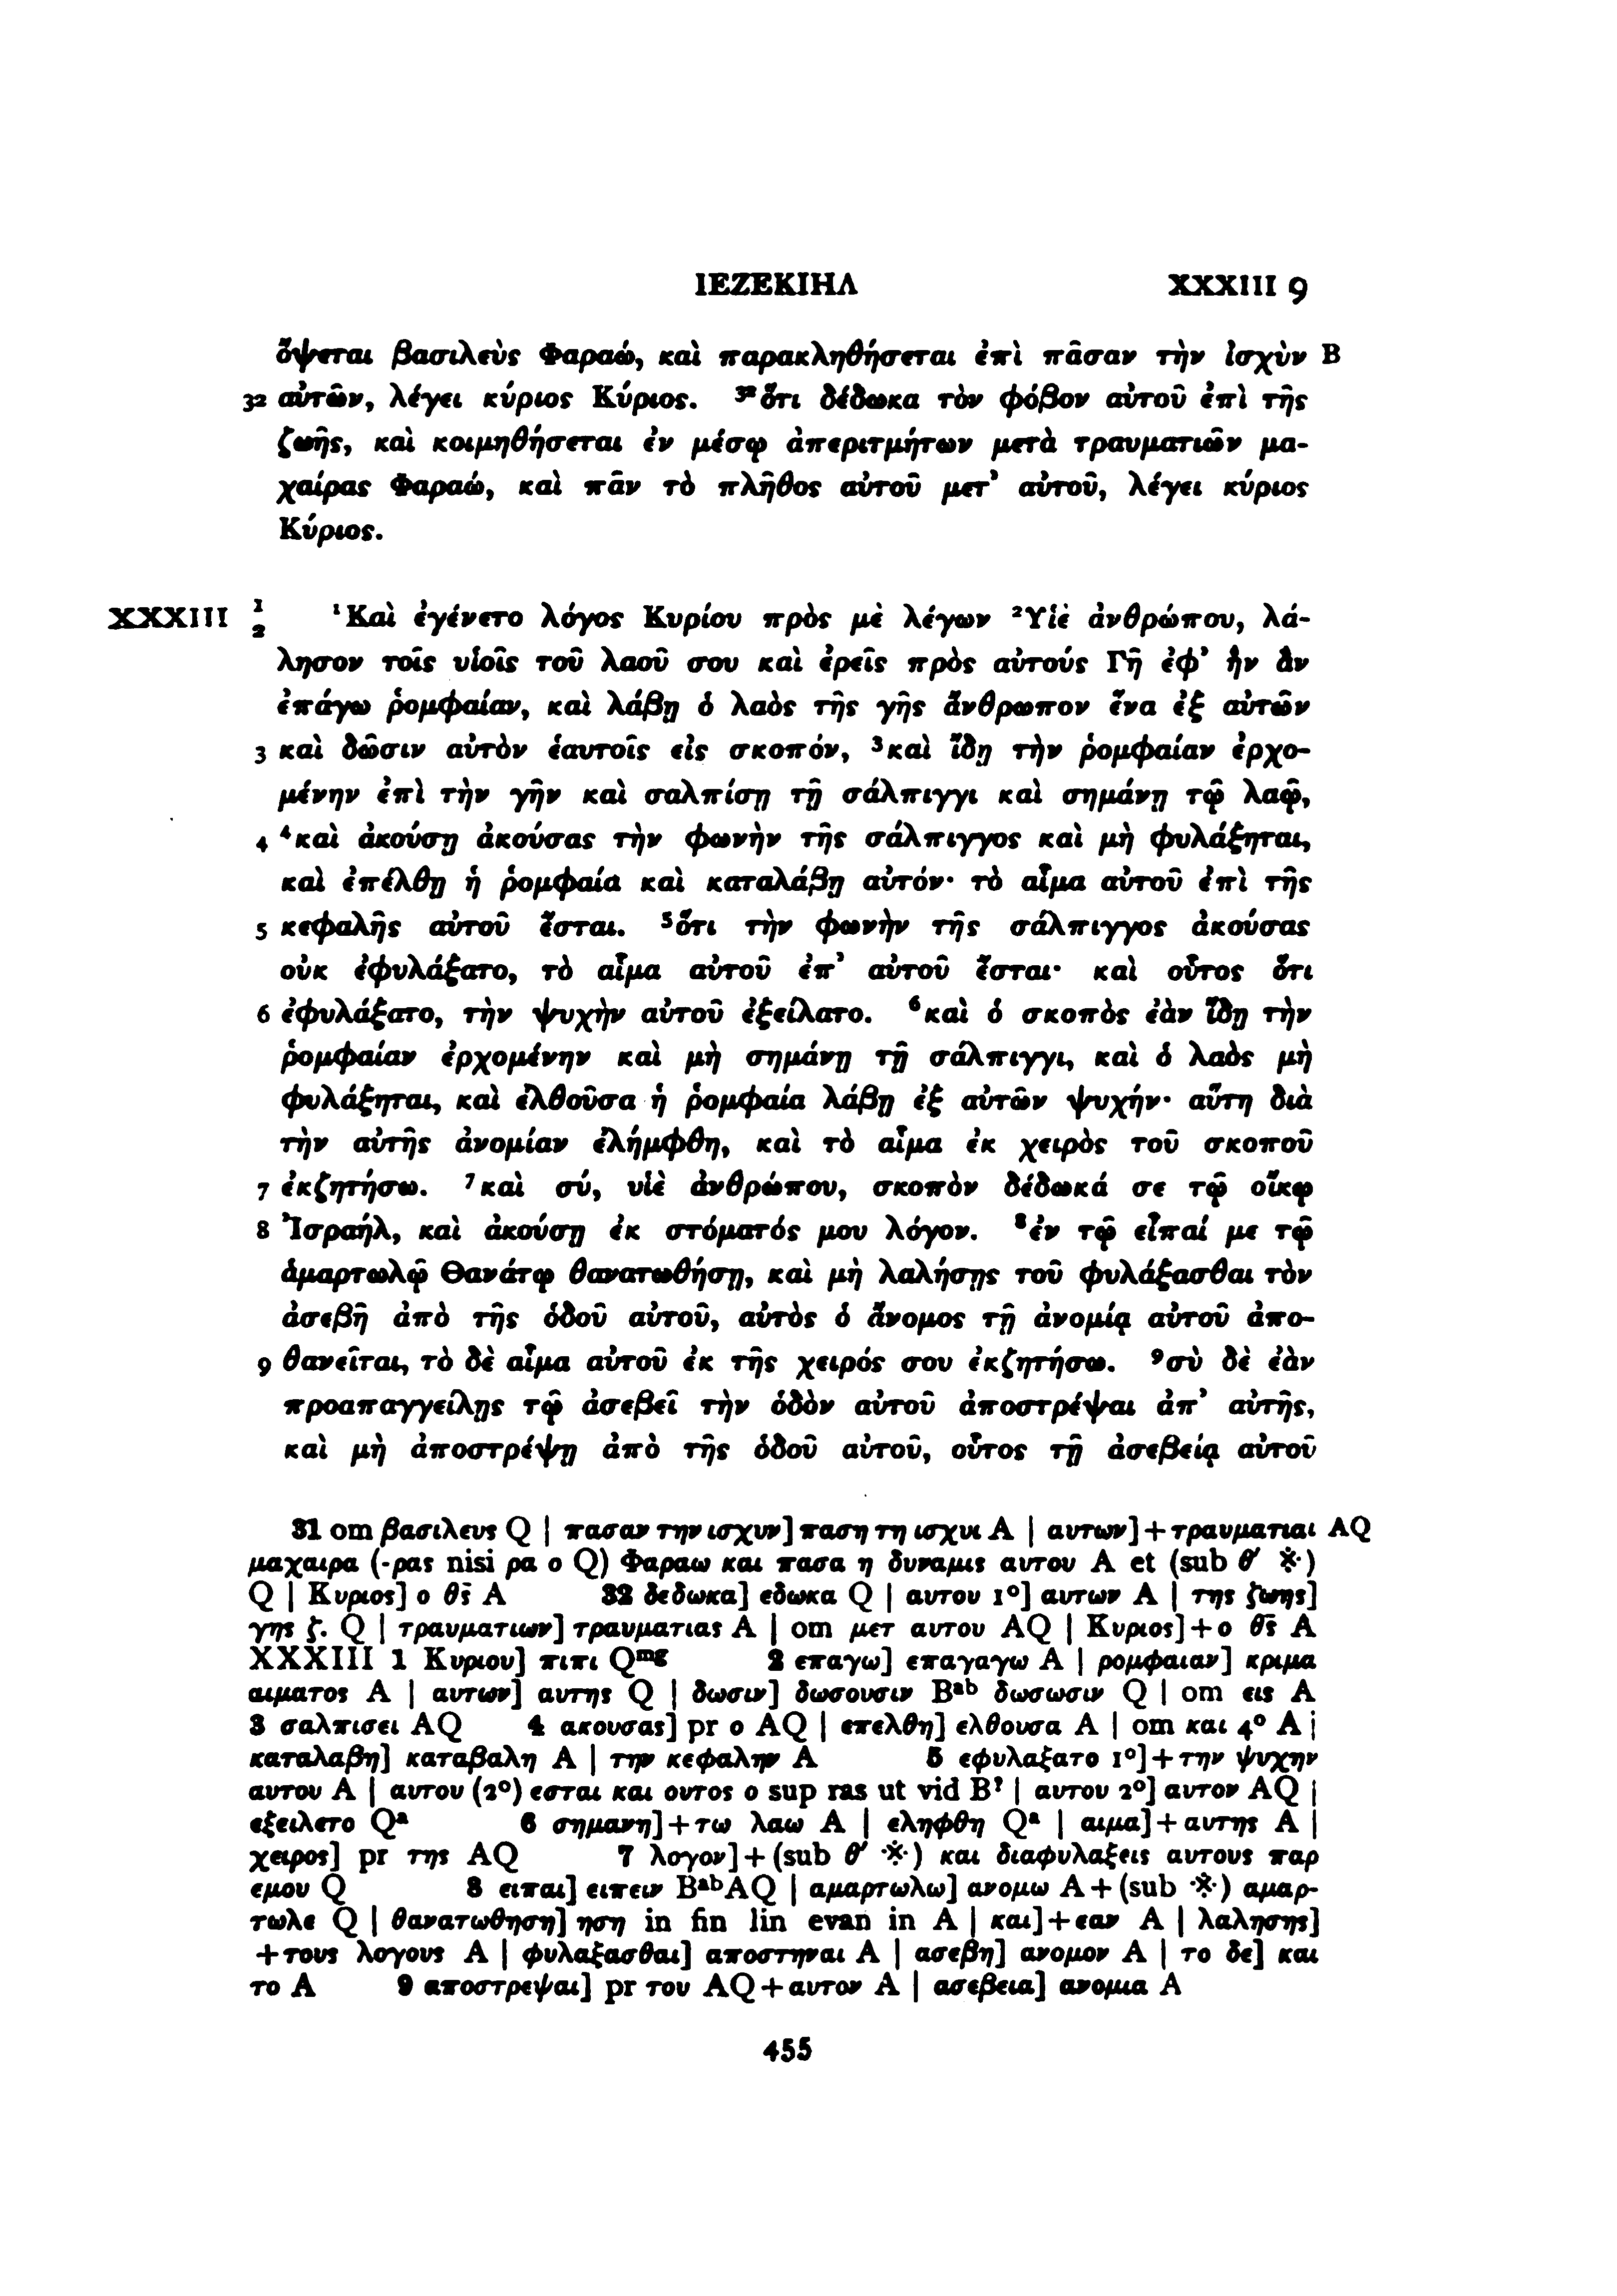 ΙΕΖΕΚΙΗΛ XXXIII 9
ὄψεται βασιλεὺς Φαραώ, καὶ παρακληθήσεται ἐπὶ πᾶσαν τὴν ἰσχὺν B
32 αὐτῶν, λέγει κύριος Κύριος. ³²ὅτι δέδωκα τὸν φόβον αὐτοῦ ἐπὶ τῆς
ζωῆς, καὶ κοιμηθήσεται ἐν μέσῳ ἀπεριτμήτων μετὰ τραυματιῶν μα-
χαίρας Φαραώ, καὶ πᾶν τὸ πλῆθος αὐτοῦ μετ' αὐτοῦ, λέγει κύριος
Κύριος.
XXXIII 1 2 ¹Καὶ ἐγένετο λόγος Κυρίου πρὸς μὲ λέγων ²Υἱὲ ἀνθρώπου, λά-
λησον τοῖς υἱοῖς τοῦ λαοῦ σου καὶ ἐρεῖς πρὸς αὐτούς Γῆ ἐφ' ἣν ἂν
ἐπάγω ῥομφαίαν, καὶ λάβῃ ὁ λαὸς τῆς γῆς ἄνθρωπον ἕνα ἐξ αὐτῶν
3 καὶ δῶσιν αὐτὸν ἑαυτοῖς εἰς σκοπόν, ³καὶ ἴδῃ τὴν ῥομφαίαν ἐρχο-
μένην ἐπὶ τὴν γῆν καὶ σαλπίσῃ τῇ σάλπιγγι καὶ σημάνῃ τῷ λαῷ,
4 ⁴καὶ ἀκούσῃ ἀκούσας τὴν φωνὴν τῆς σάλπιγγος καὶ μὴ φυλάξηται,
καὶ ἐπέλθῃ ἡ ῥομφαία καὶ καταλάβῃ αὐτόν· τὸ αἷμα αὐτοῦ ἐπὶ τῆς
5 κεφαλῆς αὐτοῦ ἔσται. ⁵ὅτι τὴν φωνὴν τῆς σάλπιγγος ἀκούσας
οὐκ ἐφυλάξατο, τὸ αἷμα αὐτοῦ ἐπ' αὐτοῦ ἔσται· καὶ οὗτος ὅτι
6 ἐφυλάξατο, τὴν ψυχὴν αὐτοῦ ἐξείλατο. ⁶καὶ ὁ σκοπὸς ἐὰν ἴδῃ τὴν
ῥομφαίαν ἐρχομένην καὶ μὴ σημάνῃ τῇ σάλπιγγι, καὶ ὁ λαὸς μὴ
φυλάξηται, καὶ ἐλθοῦσα ἡ ῥομφαία λάβῃ ἐξ αὐτῶν ψυχήν· αὕτη διὰ
τὴν αὐτῆς ἀνομίαν ἐλήμφθη, καὶ τὸ αἷμα ἐκ χειρὸς τοῦ σκοποῦ
7 ἐκζητήσω. ⁷καὶ σύ, υἱὲ ἀνθρώπου, σκοπὸν δέδωκά σε τῷ οἴκῳ
8 Ἰσραήλ, καὶ ἀκούσῃ ἐκ στόματός μου λόγον. ⁸ἐν τῷ εἶπαί με τῷ
ἁμαρτωλῷ Θανάτῳ θανατωθήσῃ, καὶ μὴ λαλήσῃς τοῦ φυλάξασθαι τὸν
ἀσεβῆ ἀπὸ τῆς ὁδοῦ αὐτοῦ, αὐτὸς ὁ ἄνομος τῇ ἀνομίᾳ αὐτοῦ ἀπο-
9 θανεῖται, τὸ δὲ αἷμα αὐτοῦ ἐκ τῆς χειρός σου ἐκζητήσω. ⁹σὺ δὲ ἐὰν
προαπαγγείλῃς τῷ ἀσεβεῖ τὴν ὁδὸν αὐτοῦ ἀποστρέψαι ἀπ' αὐτῆς,
καὶ μὴ ἀποστρέψῃ ἀπὸ τῆς ὁδοῦ αὐτοῦ, οὗτος τῇ ἀσεβείᾳ αὐτοῦ
31 om βασιλευς Q | πασαν την ισχυν] παση τη ισχυι A | αυτων]+τραυματιαι AQ
μαχαιρα (-ρας nisi ρα ο Q) Φαραω και πασα η δυναμις αυτου A et (sub θ′ ※)
Q | Κυριος] ο θ̅ς̅ A 32 δεδωκα] εδωκα Q | αυτου 1°] αυτων A | της ζωης]
γης ζ. Q | τραυματιων] τραυματιας A | om μετ αυτου AQ | Κυριος]+ο θ̅ς̅ A
XXXIII 1 Κυριου] πιπι Qᵐᵍ 2 επαγω] επαγαγω A | ρομφαιαν] κριμα
αιματος A | αυτων] αυτης Q | δωσιν] δωσουσιν Bᵃᵇ δωσωσιν Q | om εις A
3 σαλπισει AQ 4 ακουσας] pr ο AQ | επελθη] ελθουσα A | om και 4° A |
καταλαβη] καταβαλη A | την κεφαλην A 5 εφυλαξατο 1°]+την ψυχην
αυτου A | αυτου (2°) εσται και ουτος ο sup ras ut vid B? | αυτου 2°] αυτον AQ |
εξειλετο Qᵃ 6 σημανη]+τω λαω A | εληφθη Qᵃ | αιμα]+αυτης A |
χειρος] pr της AQ 7 λογον]+(sub θ′ ※) και διαφυλαξεις αυτους παρ
εμου Q 8 ειπαι] ειπειν BᵃᵇAQ | αμαρτωλω] ανομω A+(sub ※) αμαρ-
τωλε Q | θανατωθηση] ηση in fin lin evan in A | και]+εαν A | λαλησης]
+τους λογους A | φυλαξασθαι] αποστηναι A | ασεβη] ανομον A | το δε] και
το A 9 αποστρεψαι] pr του AQ+αυτον A | ασεβεια] ανομια A
455